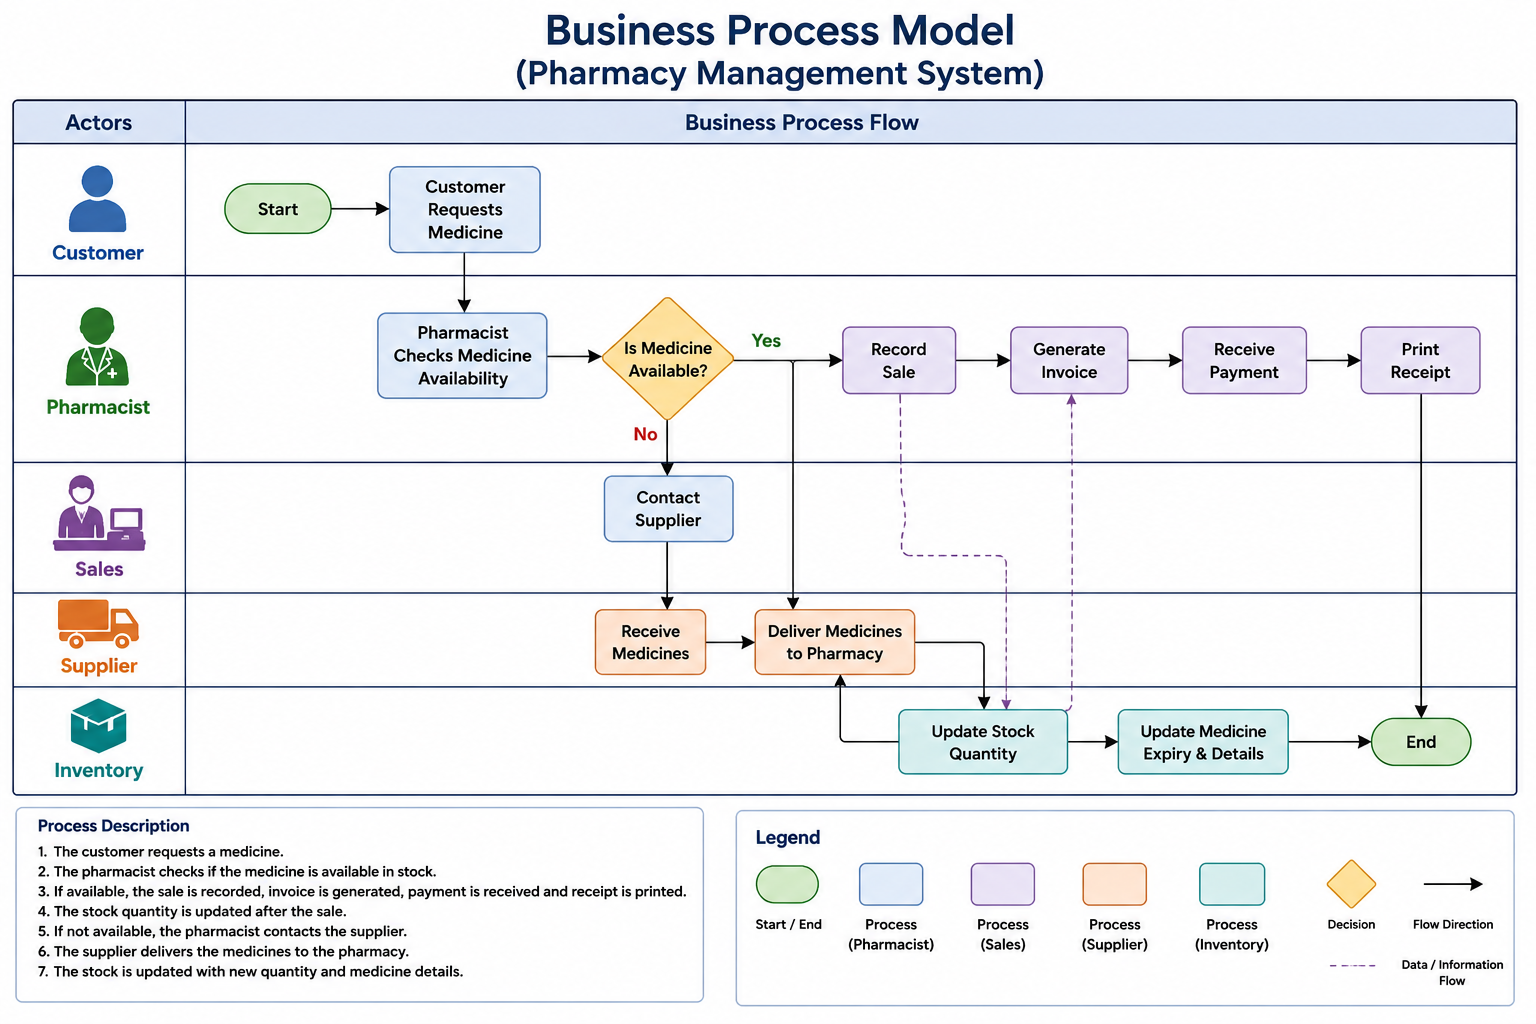 Business Process Model
(Pharmacy Management System)
Actors
Business Process Flow
Customer
Start
Customer
Requests
Medicine
Pharmacist
Pharmacist
Checks Medicine
Availability
Is Medicine
Available?
Yes
No
Record
Sale
Generate
Invoice
Receive
Payment
Print
Receipt
Sales
Contact
Supplier
Supplier
Receive
Medicines
Deliver Medicines
to Pharmacy
Inventory
Update Stock
Quantity
Update Medicine
Expiry & Details
End
Process Description
1. The customer requests a medicine.
2. The pharmacist checks if the medicine is available in stock.
3. If available, the sale is recorded, invoice is generated, payment is received and receipt is printed.
4. The stock quantity is updated after the sale.
5. If not available, the pharmacist contacts the supplier.
6. The supplier delivers the medicines to the pharmacy.
7. The stock is updated with new quantity and medicine details.
Legend
Start / End
Process
(Pharmacist)
Process
(Sales)
Process
(Supplier)
Process
(Inventory)
Decision
Flow Direction
Data / Information
Flow